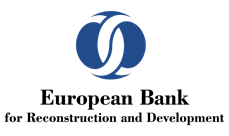 European Bank
for Reconstruction and Development